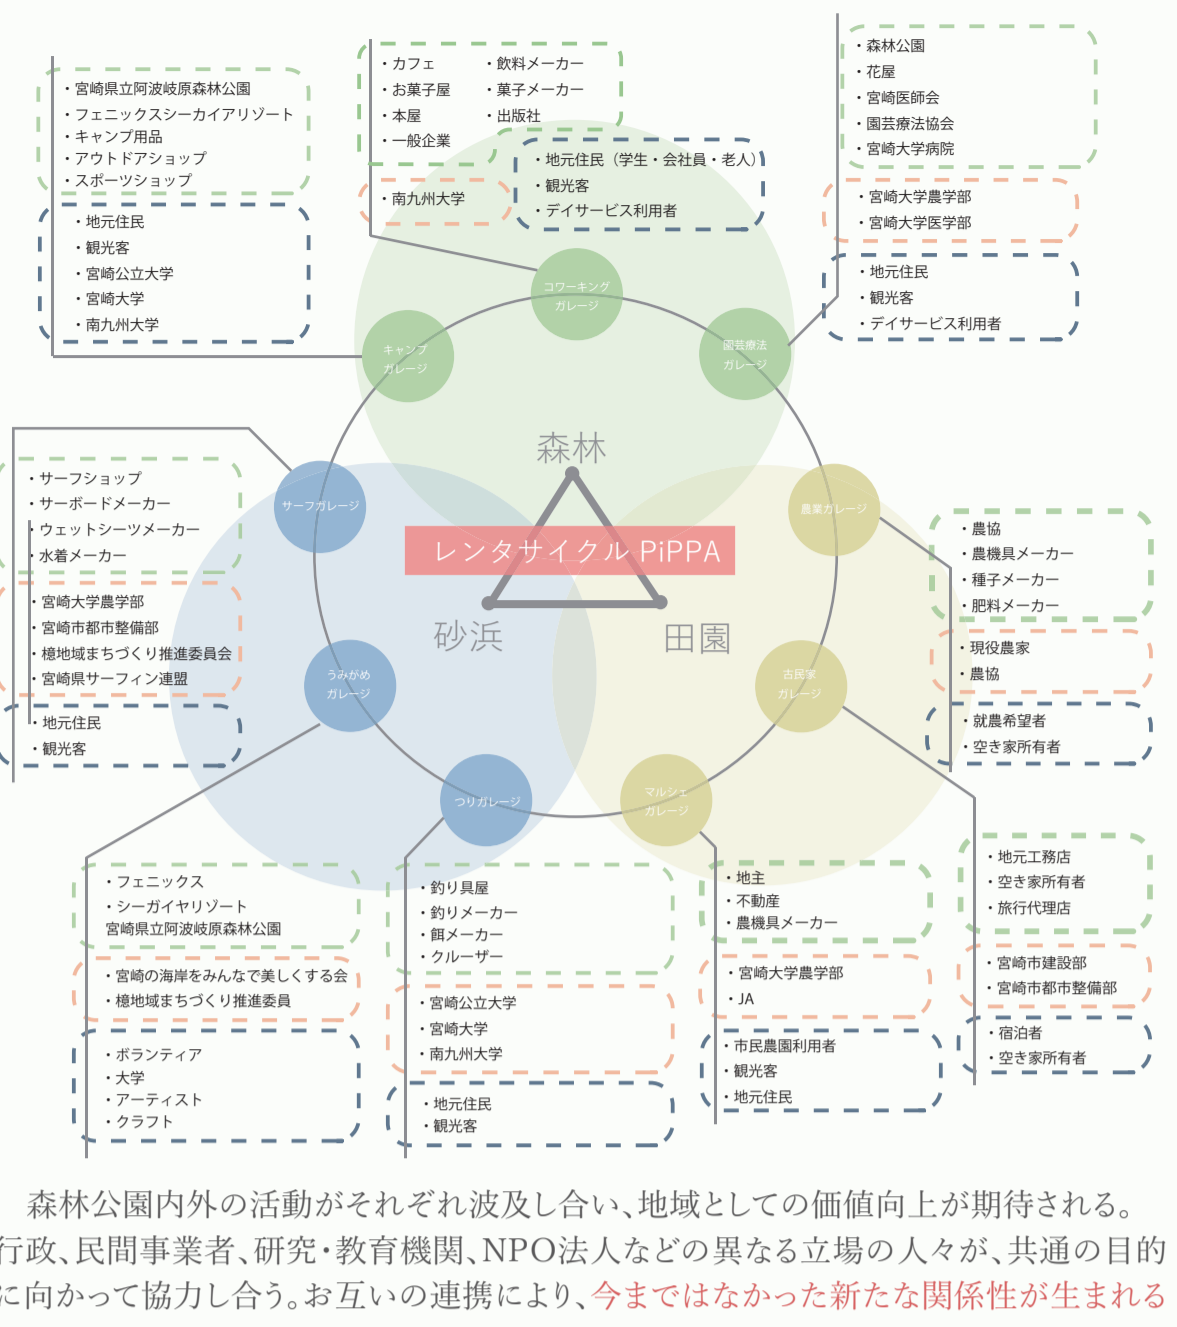 ・宮崎県立阿波岐原森林公園
・フェニックスシーカイアリゾート
・キャンプ用品
・アウトドアショップ
・スポーツショップ
・地元住民
・観光客
・宮崎公立大学
・宮崎大学
・南九州大学
・カフェ
・お菓子屋
・本屋
・一般企業
・飲料メーカー
・菓子メーカー
・出版社
・南九州大学
・地元住民（学生・会社員・老人）
・観光客
・デイサービス利用者
・森林公園
・花屋
・宮崎医師会
・園芸療法協会
・宮崎大学病院
・宮崎大学農学部
・宮崎大学医学部
・地元住民
・観光客
・デイサービス利用者
コワーキング
ガレージ
キャンプ
ガレージ
園芸療法
ガレージ
森林
サーフガレージ
農業ガレージ
レンタサイクル PiPPA
砂浜
田園
うみがめ
ガレージ
古民家
ガレージ
つりガレージ
マルシェ
ガレージ
・サーフショップ
・サーボードメーカー
・ウェットシーツメーカー
・水着メーカー
・宮崎大学農学部
・宮崎市都市整備部
・檍地域まちづくり推進委員会
・宮崎県サーフィン連盟
・地元住民
・観光客
・農協
・農機具メーカー
・種子メーカー
・肥料メーカー
・現役農家
・農協
・就農希望者
・空き家所有者
・フェニックス
・シーガイヤリゾート
宮崎県立阿波岐原森林公園
・宮崎の海岸をみんなで美しくする会
・檍地域まちづくり推進委員
・ボランティア
・大学
・アーティスト
・クラフト
・釣り具屋
・釣りメーカー
・餌メーカー
・クルーザー
・宮崎公立大学
・宮崎大学
・南九州大学
・地元住民
・観光客
・地主
・不動産
・農機具メーカー
・宮崎大学農学部
・JA
・市民農園利用者
・観光客
・地元住民
・地元工務店
・空き家所有者
・旅行代理店
・宮崎市建設部
・宮崎市都市整備部
・宿泊者
・空き家所有者
森林公園内外の活動がそれぞれ波及し合い、地域としての価値向上が期待される。
行政、民間事業者、研究・教育機関、NPO法人などの異なる立場の人々が、共通の目的
に向かって協力し合う。お互いの連携により、今まではなかった新たな関係性が生まれる